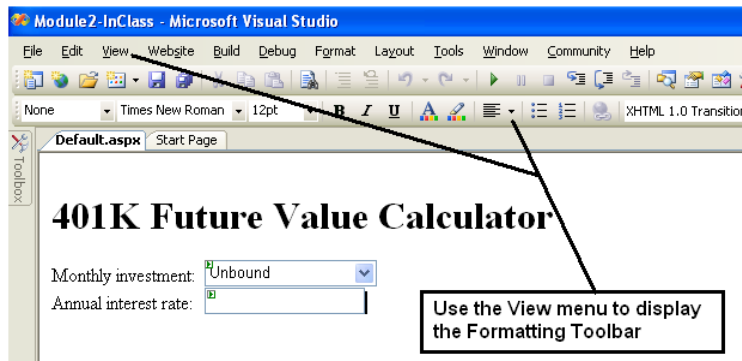 Module2-InClass - Microsoft Visual Studio
File Edit View Website Build Debug Format Layout Tools Window Community Help
None Times New Roman 12pt B I U A XHTML 1.0 Transition
Toolbox
Default.aspx Start Page
401K Future Value Calculator
Monthly investment: Unbound
Annual interest rate:
Use the View menu to display
the Formatting Toolbar